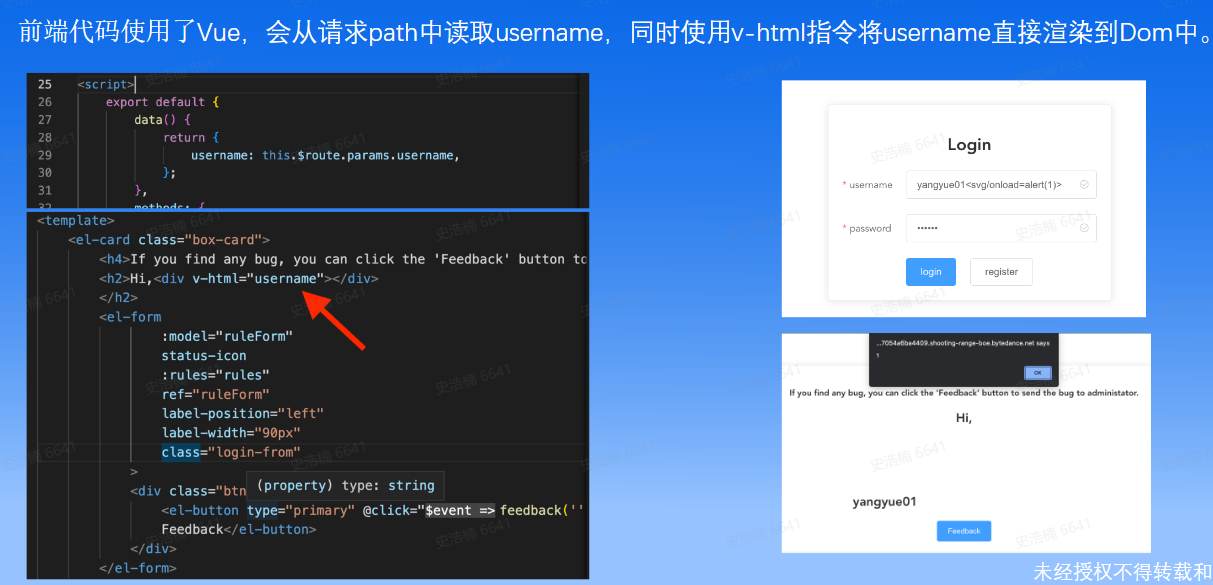 前端代码使用了Vue，会从请求path中读取username，同时使用v-html指令将username直接渲染到Dom中。
25 <script>
26 export default {
27 data() {
28 return {
29 username: this.$route.params.username,
30 };
31 },
32 methods: {
<template>
<el-card class="box-card">
<h4>If you find any bug, you can click the 'Feedback' button to
<h2>Hi,<div v-html="username"></div>
</h2>
<el-form
:model="ruleForm"
status-icon
:rules="rules"
ref="ruleForm"
label-position="left"
label-width="90px"
class="login-from"
>
(property) type: string
<div class="btn
<el-button type="primary" @click="$event => feedback(''
Feedback</el-button>
</div>
</el-form>
Login
* username yangyue01<svg/onload=alert(1)>
* password ••••••
login register
...7054a6ba4409.shooting-range-boe.bytedance.net says
1
OK
If you find any bug, you can click the 'Feedback' button to send the bug to administator.
Hi,
yangyue01
Feedback
史浩楠 6641
未经授权不得转载和